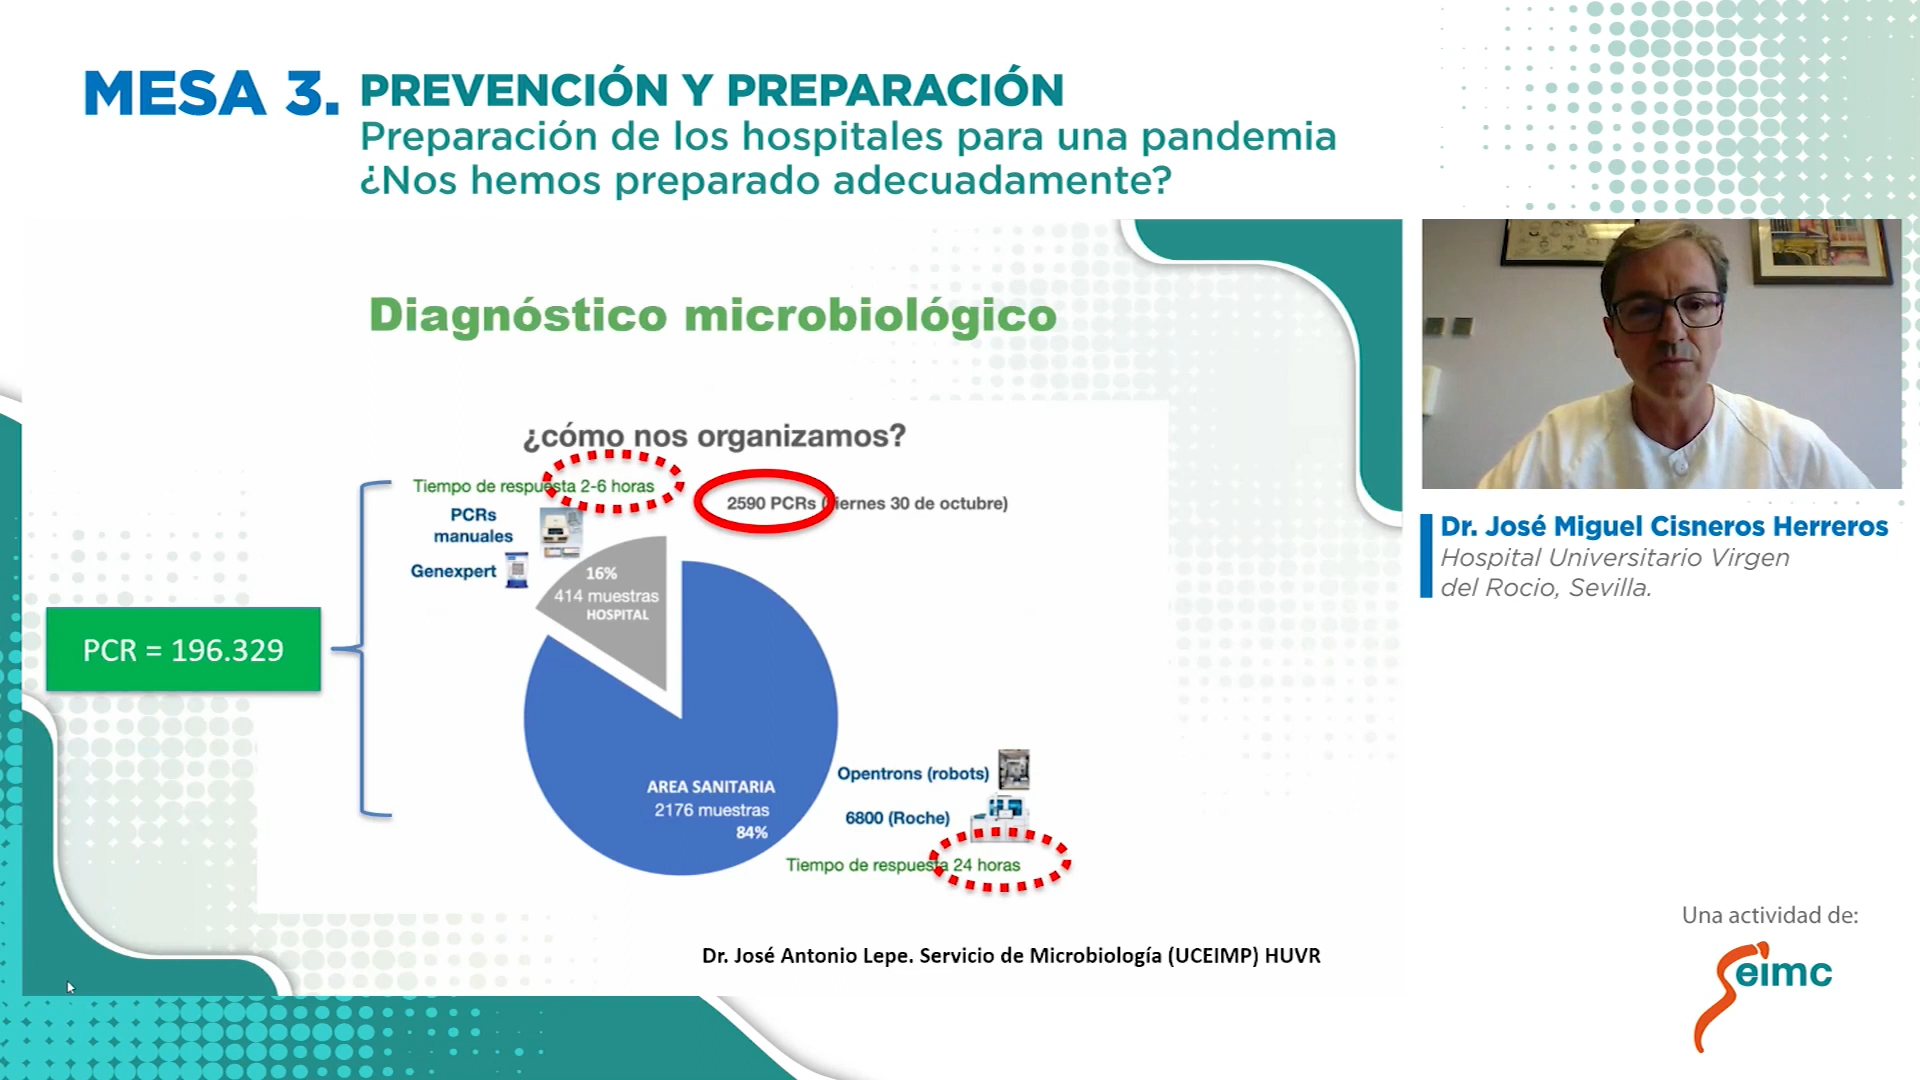 MESA 3.
PREVENCIÓN Y PREPARACIÓN
Preparación de los hospitales para una pandemia
¿Nos hemos preparado adecuadamente?
Diagnóstico microbiológico
¿cómo nos organizamos?
Tiempo de respuesta 2-6 horas
2590 PCRs (viernes 30 de octubre)
PCRs
manuales
Genexpert
16%
414 muestras
HOSPITAL
PCR = 196.329
AREA SANITARIA
2176 muestras
84%
Opentrons (robots)
6800 (Roche)
Tiempo de respuesta 24 horas
Dr. José Antonio Lepe. Servicio de Microbiología (UCEIMP) HUVR
Dr. José Miguel Cisneros Herreros
Hospital Universitario Virgen
del Rocio, Sevilla.
Una actividad de:
Seimc